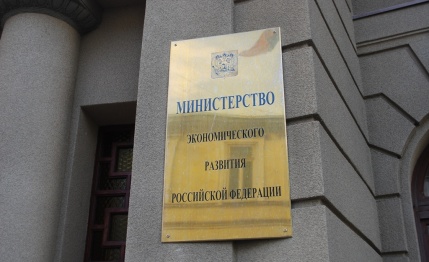 МИНИСТЕРСТВО
ЭКОНОМИЧЕСКОГО
РАЗВИТИЯ
РОССИЙСКОЙ ФЕДЕРАЦИИ